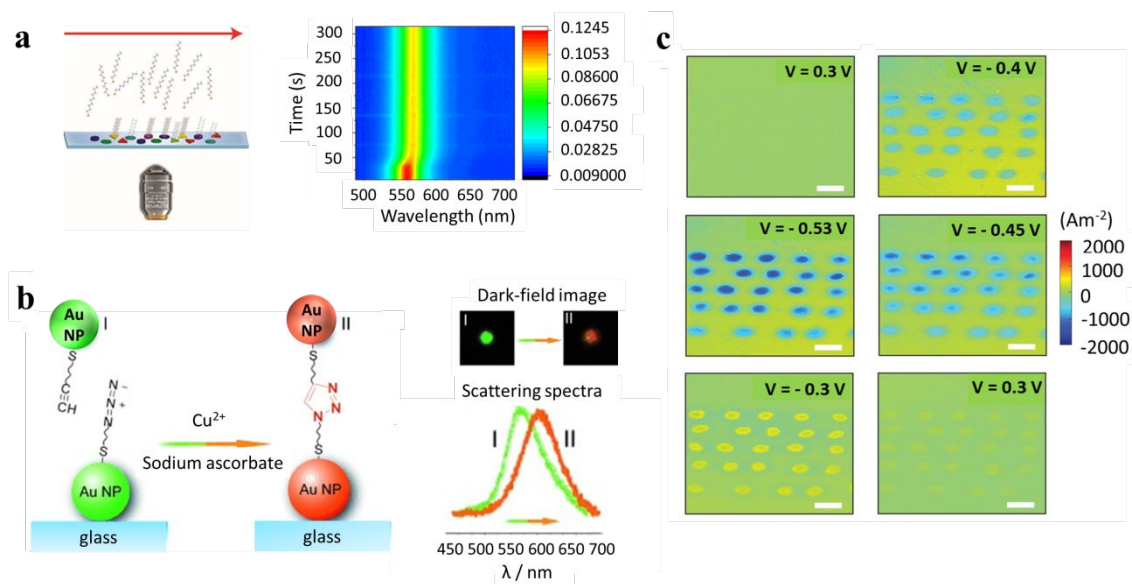 a
Time (s)
300
250
200
150
100
50
0
500 550 600 650 700
Wavelength (nm)
0.1245
0.1053
0.08600
0.06675
0.04750
0.02825
0.009000
b
Au
NP
I
S
C
CH
N
N
N
− +
S
Au NP
glass
Cu2+
Sodium ascorbate
Au
NP
II
S
N
N
N
S
Au NP
glass
Dark-field image
I
II
Scattering spectra
I
II
450 500 550 600 650 700
λ / nm
c
V = 0.3 V
V = - 0.4 V
V = - 0.53 V
V = - 0.45 V
V = - 0.3 V
V = 0.3 V
(Am-2)
2000
1000
0
-1000
-2000